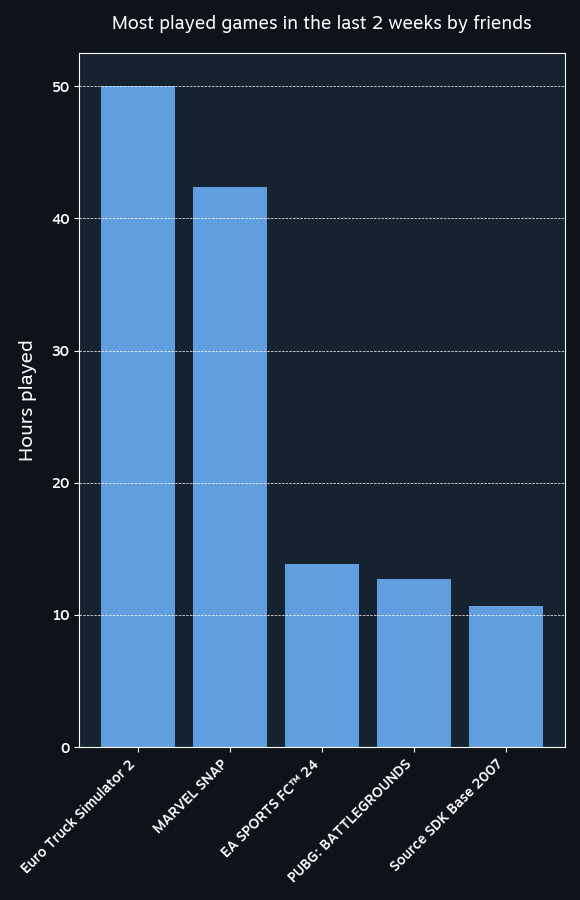 Most played games in the last 2 weeks by friends
Hours played
50
40
30
20
10
0
Euro Truck Simulator 2
MARVEL SNAP
EA SPORTS FC™ 24
PUBG: BATTLEGROUNDS
Source SDK Base 2007